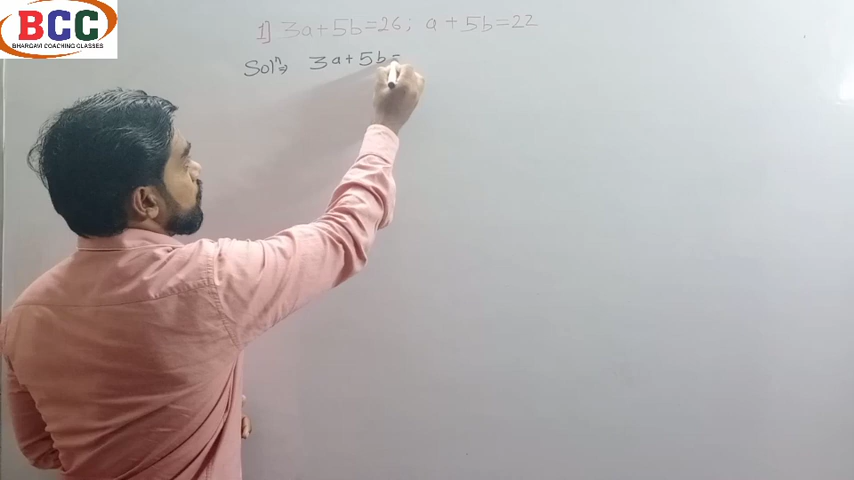 BCC
BHARGAVI COACHING CLASSES
1] 3a+5b=26; a+5b=22
Solⁿ⇒ 3a+5b=